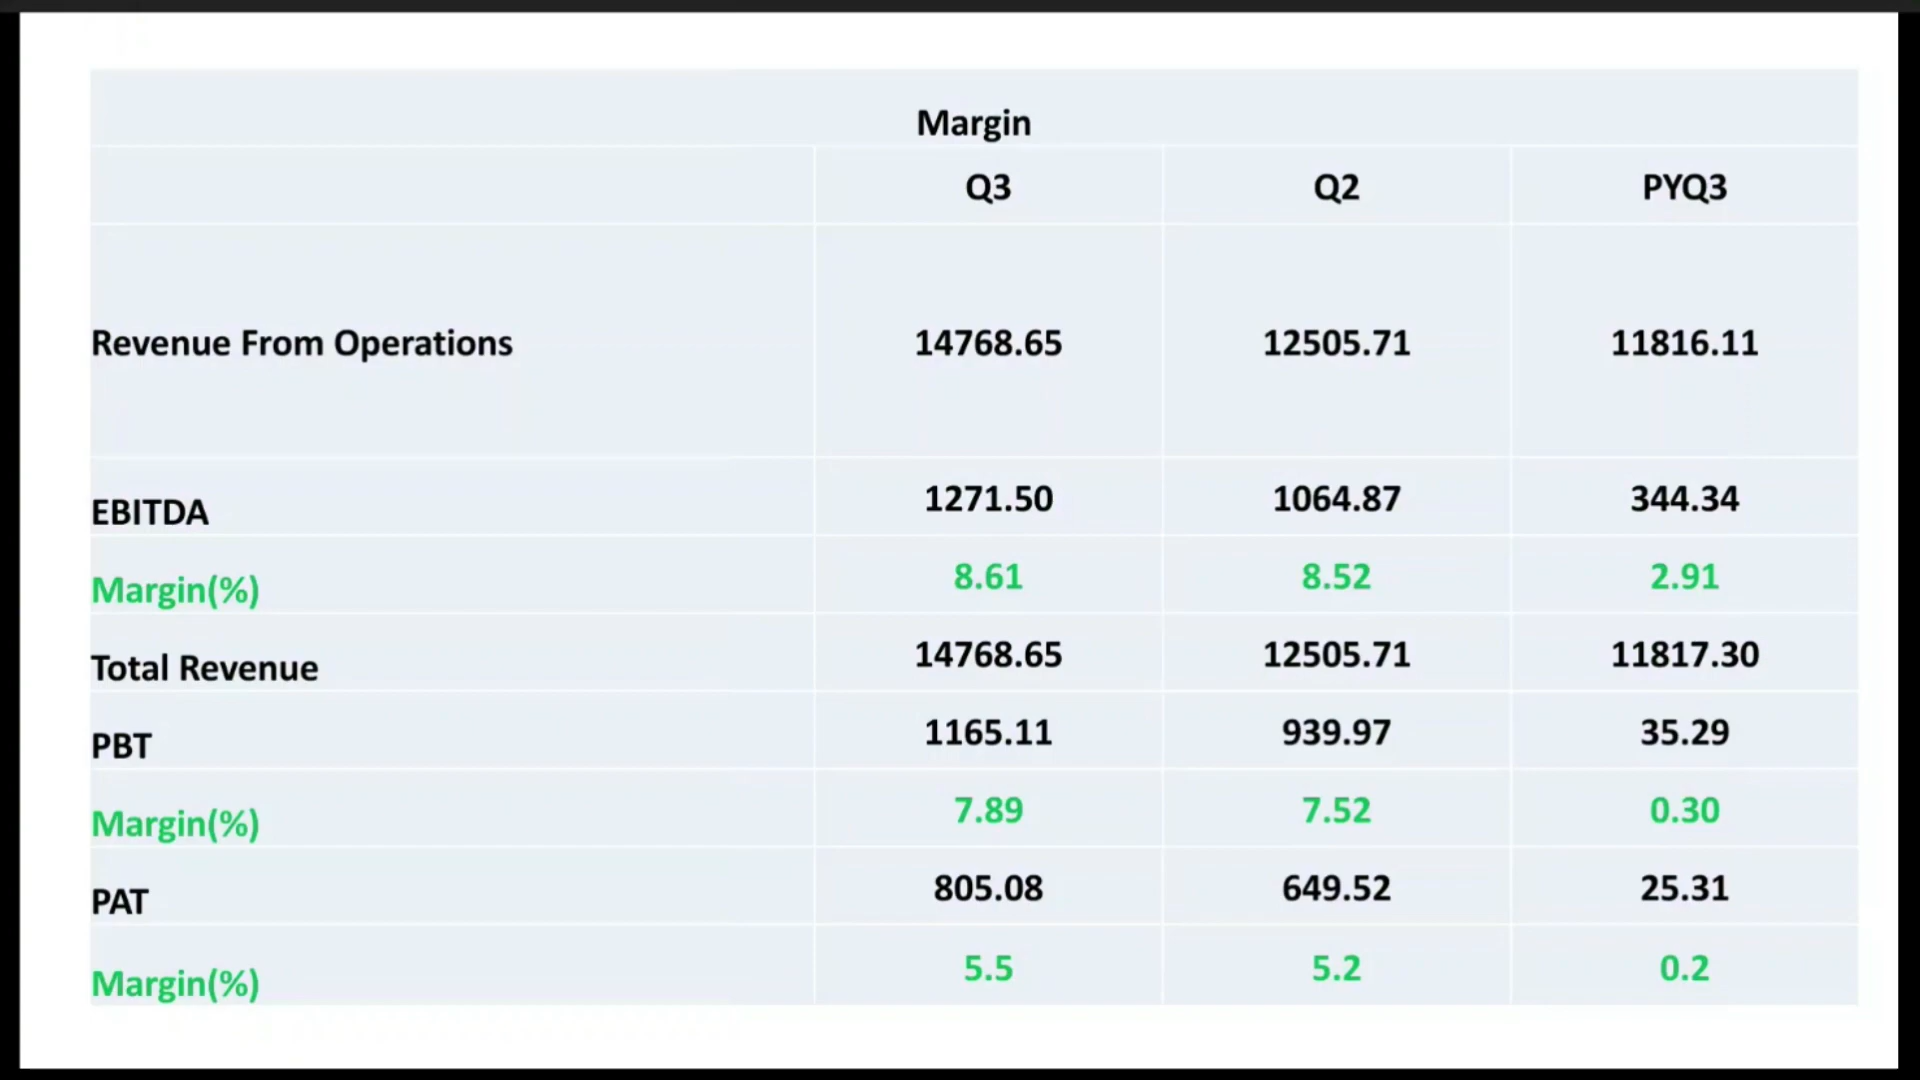 Margin
Q3 Q2 PYQ3
Revenue From Operations 14768.65 12505.71 11816.11
EBITDA 1271.50 1064.87 344.34
Margin(%) 8.61 8.52 2.91
Total Revenue 14768.65 12505.71 11817.30
PBT 1165.11 939.97 35.29
Margin(%) 7.89 7.52 0.30
PAT 805.08 649.52 25.31
Margin(%) 5.5 5.2 0.2